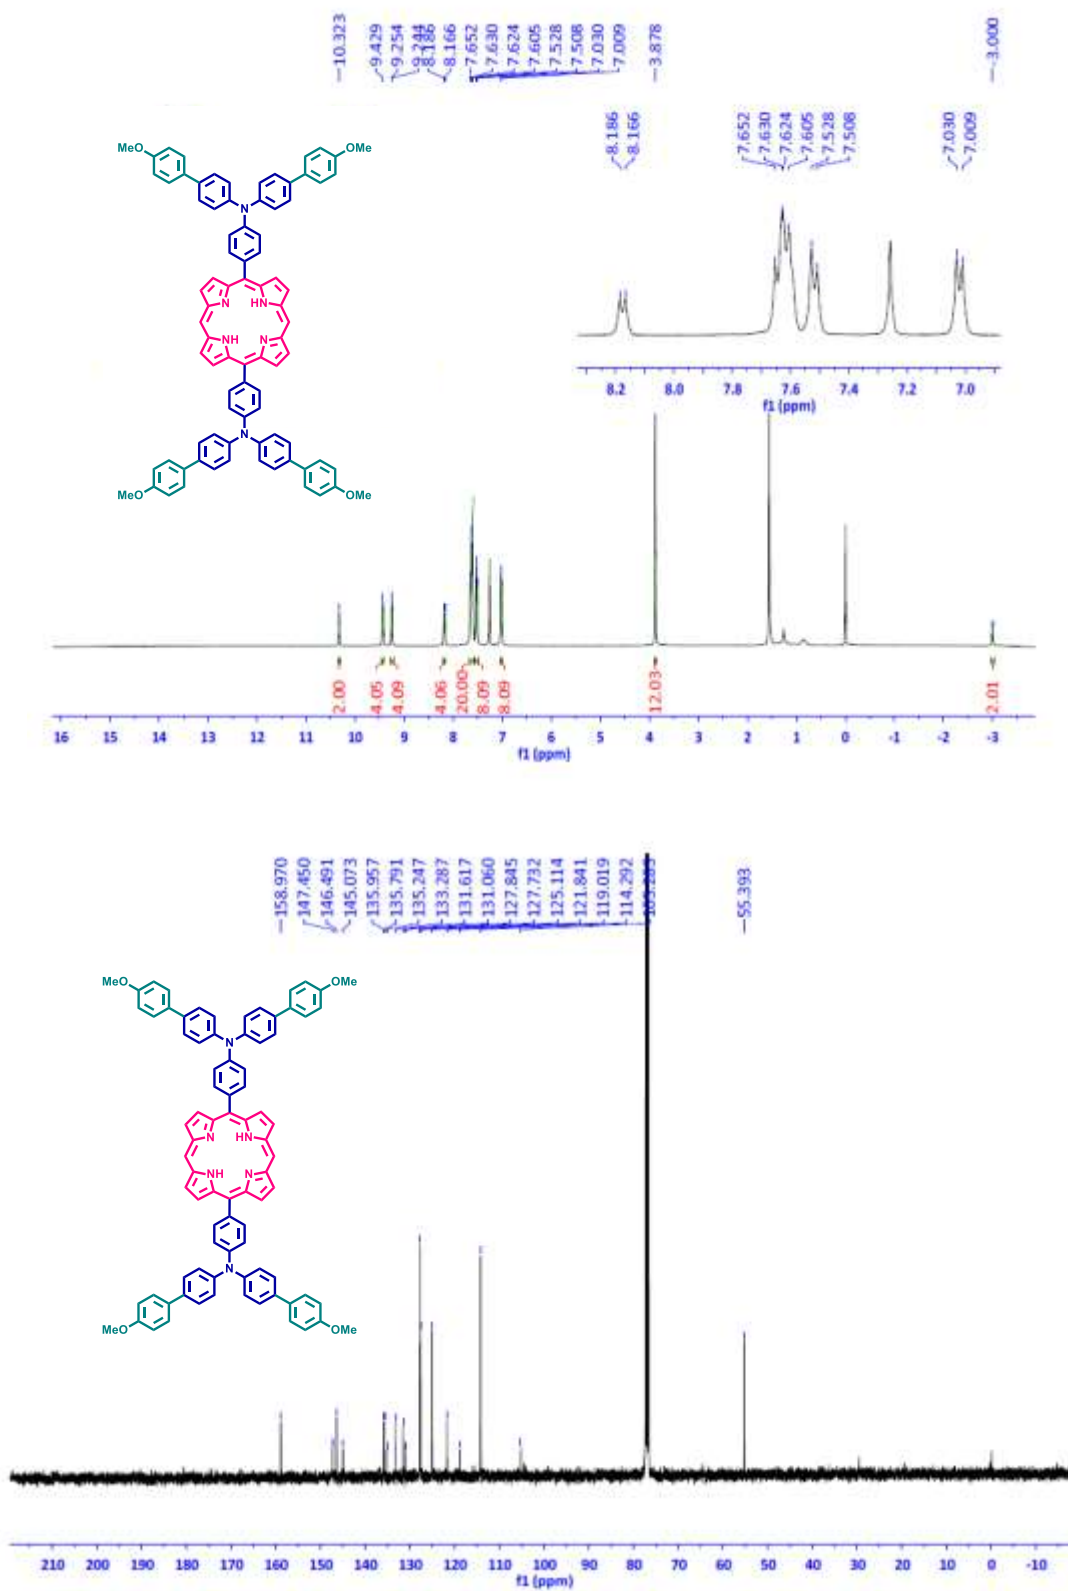 10.323
9.429
9.254
9.244
8.186
8.166
7.652
7.630
7.624
7.605
7.528
7.508
7.030
7.009
3.878
-3.000
8.186
8.166
7.652
7.630
7.624
7.605
7.528
7.508
7.030
7.009
MeO OMe
N
N HN
NH N
N
MeO OMe
8.2 8.0 7.8 7.6 7.4 7.2 7.0
f1 (ppm)
2.00
4.05
4.09
4.06
20.00
8.09
8.09
12.03
2.01
16 15 14 13 12 11 10 9 8 7 6 5 4 3 2 1 0 -1 -2 -3
f1 (ppm)
158.970
147.450
146.491
145.073
135.957
135.791
135.247
133.287
131.617
131.060
127.845
127.732
125.114
121.841
119.019
114.292
55.393
MeO OMe
N
N HN
NH N
N
MeO OMe
210 200 190 180 170 160 150 140 130 120 110 100 90 80 70 60 50 40 30 20 10 0 -10
f1 (ppm)